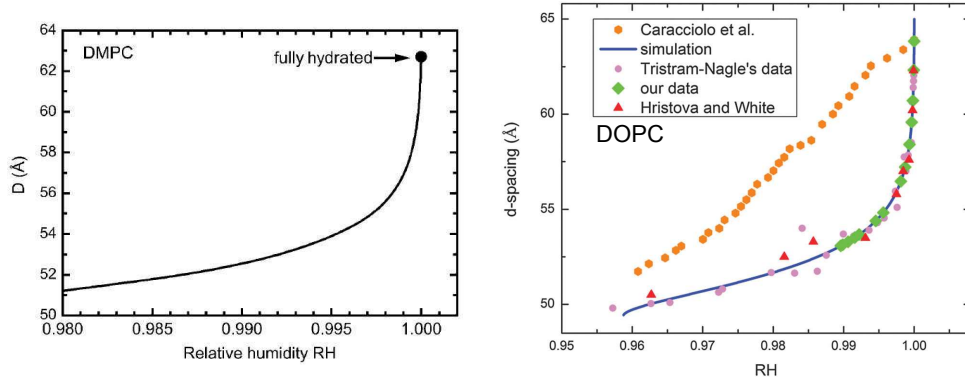 DMPC
fully hydrated
D (Å)
64
62
60
58
56
54
52
50
0.980
0.985
0.990
0.995
1.000
Relative humidity RH
Caracciolo et al.
simulation
Tristram-Nagle's data
our data
Hristova and White
DOPC
d-spacing (Å)
65
60
55
50
0.95
0.96
0.97
0.98
0.99
1.00
RH